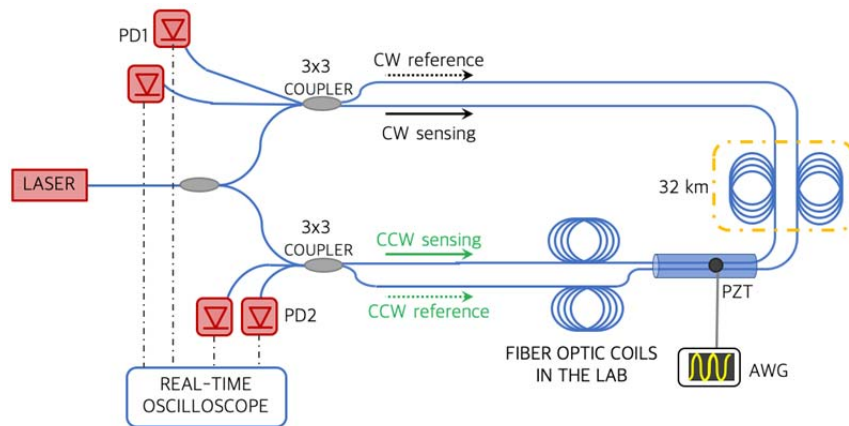 PD1
3x3
COUPLER
CW reference
CW sensing
LASER
32 km
3x3
COUPLER
CCW sensing
CCW reference
PD2
PZT
FIBER OPTIC COILS
IN THE LAB
AWG
REAL-TIME
OSCILLOSCOPE